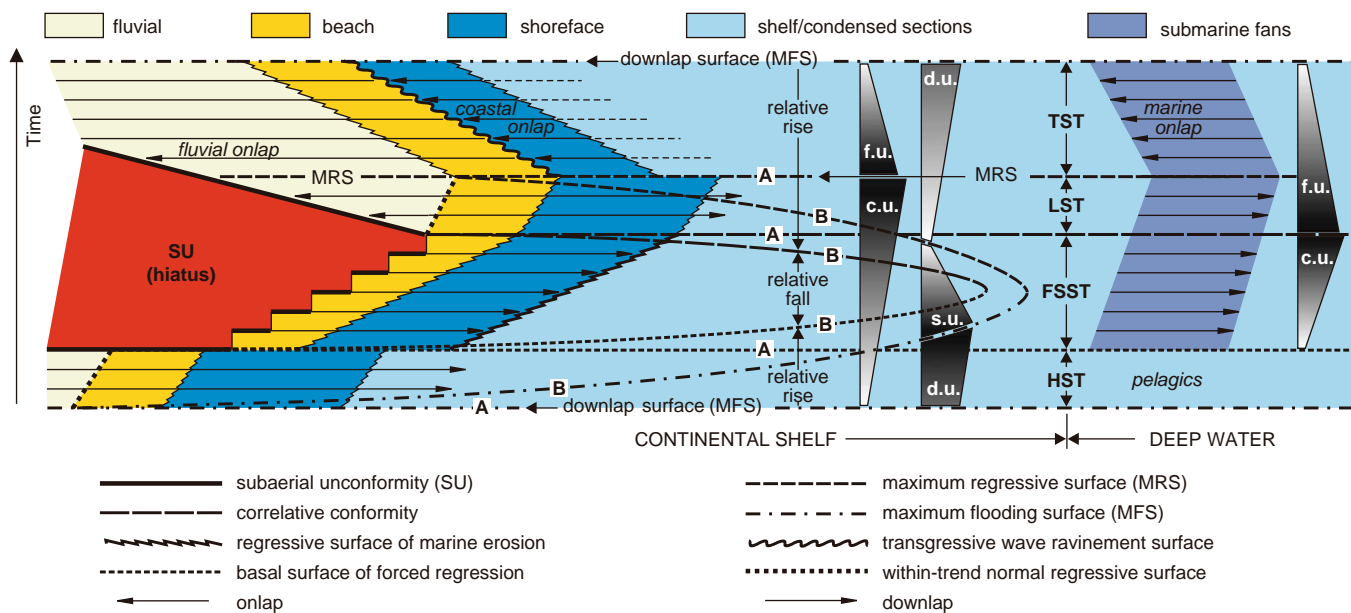 fluvial
beach
shoreface
shelf/condensed sections
submarine fans
Time
downlap surface (MFS)
d.u.
relative
rise
coastal
onlap
TST
marine
onlap
fluvial onlap
f.u.
MRS
A
MRS
f.u.
c.u.
B
LST
A
SU
(hiatus)
B
relative
fall
FSST
c.u.
B
s.u.
A
relative
rise
B
d.u.
HST
pelagics
A
downlap surface (MFS)
CONTINENTAL SHELF
DEEP WATER
subaerial unconformity (SU)
maximum regressive surface (MRS)
correlative conformity
maximum flooding surface (MFS)
regressive surface of marine erosion
transgressive wave ravinement surface
basal surface of forced regression
within-trend normal regressive surface
onlap
downlap